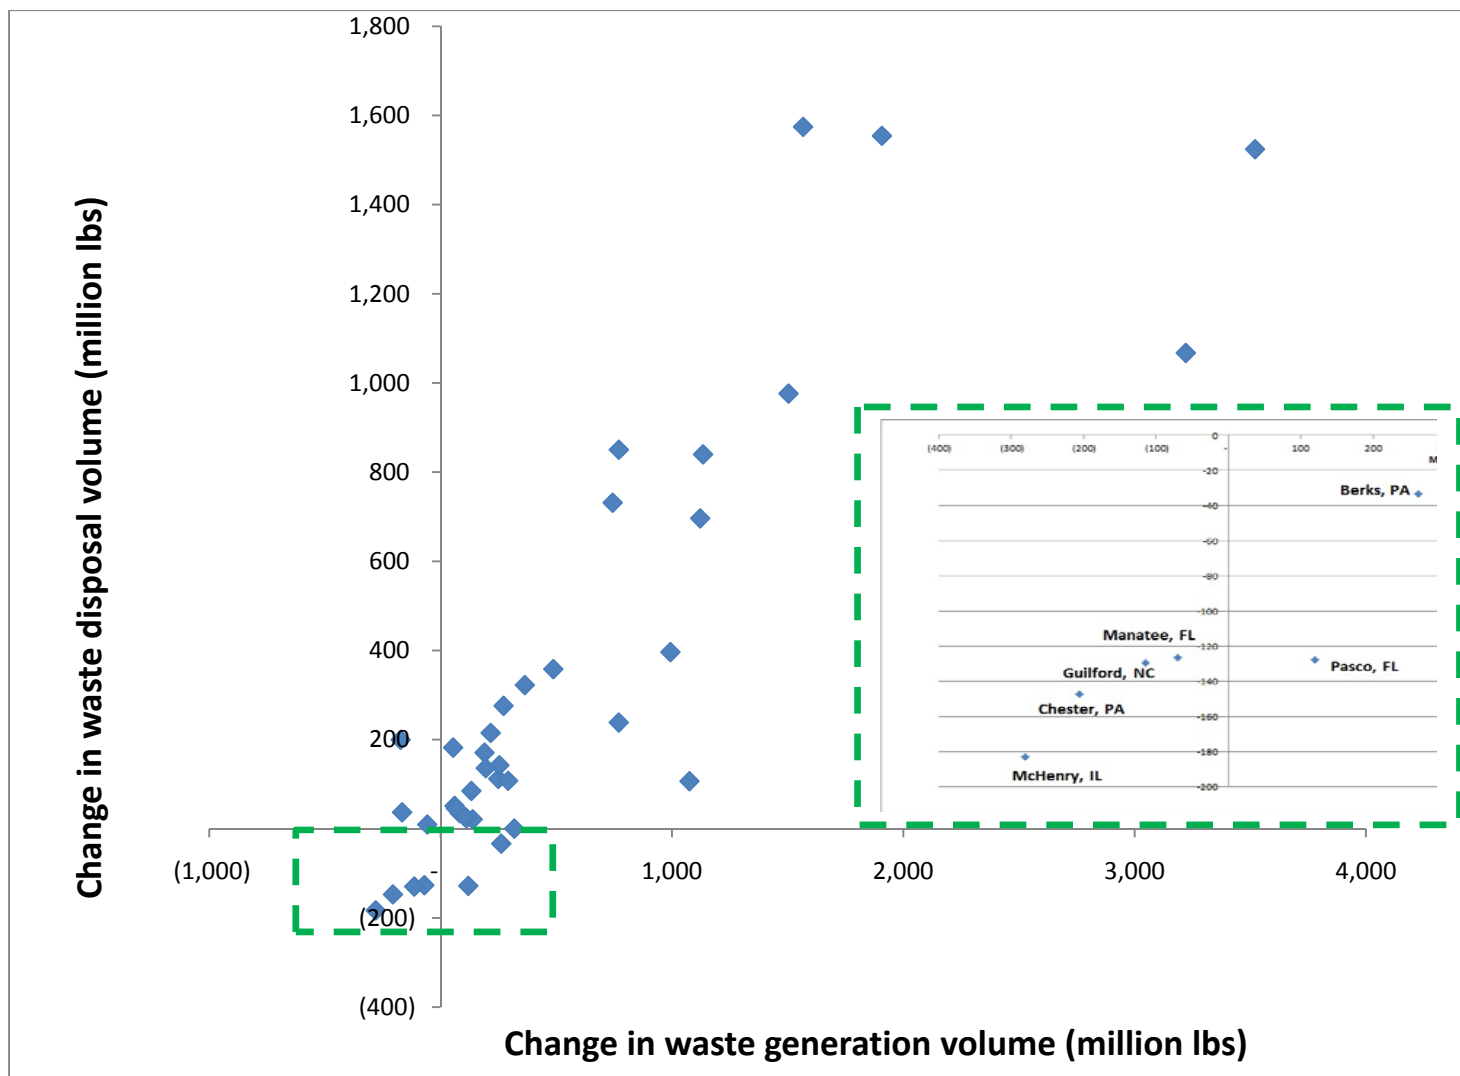 1,800
1,600
1,400
1,200
1,000
800
600
400
200
-
(200)
(400)
(1,000)
1,000
2,000
3,000
4,000
Change in waste disposal volume (million lbs)
Change in waste generation volume (million lbs)
(400) (300) (200) (100) - 100 200
0
-20
-40
-60
-80
-100
-120
-140
-160
-180
-200
M
Berks, PA
Manatee, FL
Guilford, NC
Pasco, FL
Chester, PA
McHenry, IL